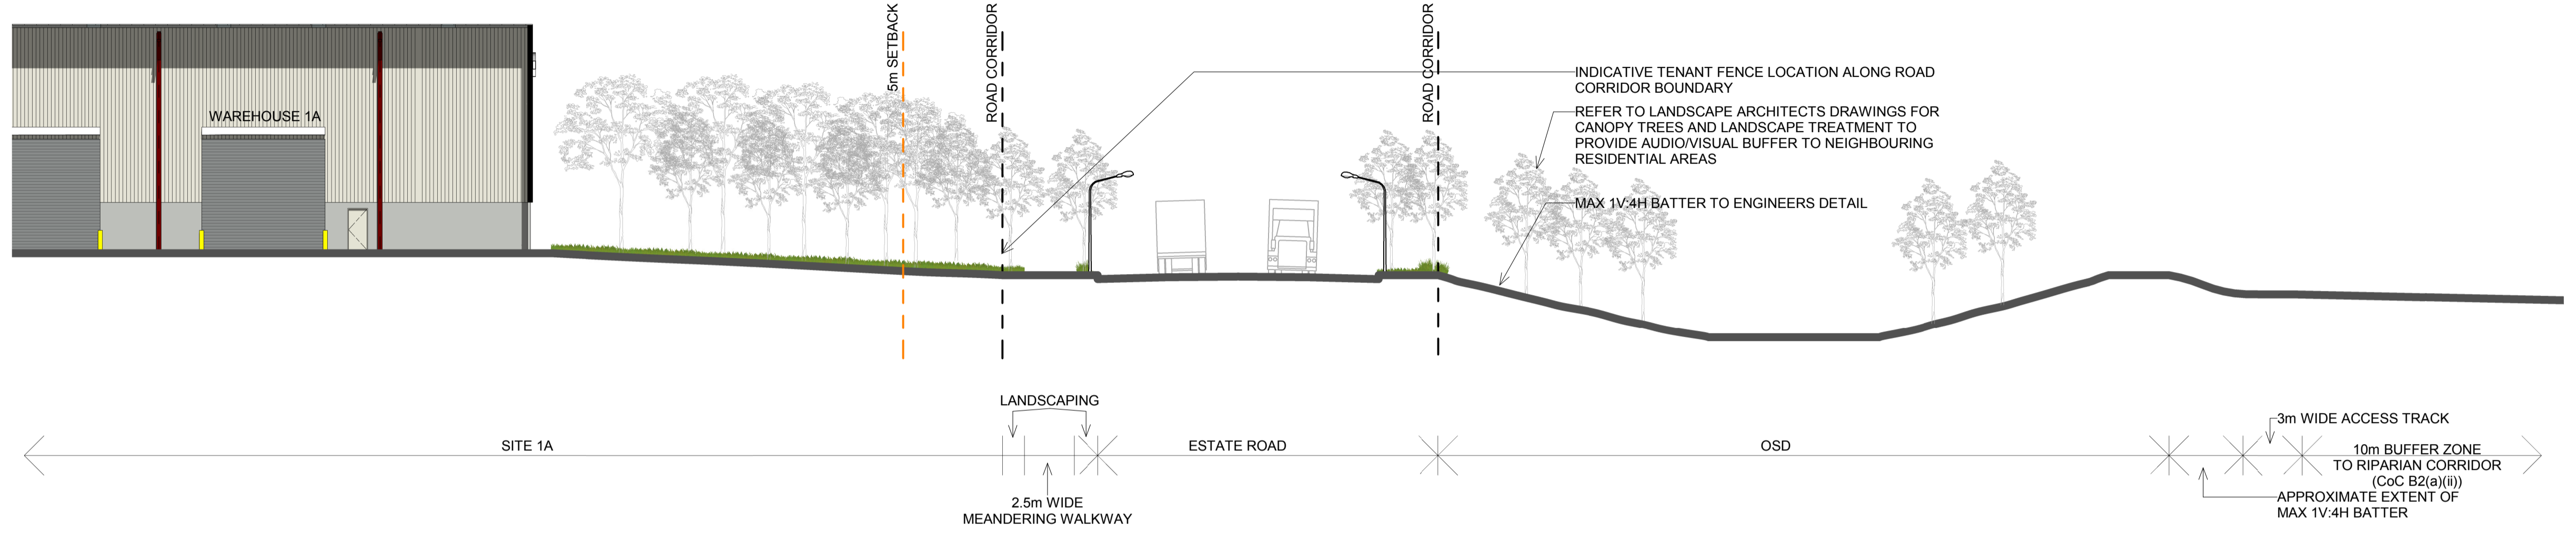 5m SETBACK
ROAD CORRIDOR
ROAD CORRIDOR
WAREHOUSE 1A
INDICATIVE TENANT FENCE LOCATION ALONG ROAD
CORRIDOR BOUNDARY
REFER TO LANDSCAPE ARCHITECTS DRAWINGS FOR
CANOPY TREES AND LANDSCAPE TREATMENT TO
PROVIDE AUDIO/VISUAL BUFFER TO NEIGHBOURING
RESIDENTIAL AREAS
MAX 1V:4H BATTER TO ENGINEERS DETAIL
LANDSCAPING
SITE 1A
2.5m WIDE
MEANDERING WALKWAY
ESTATE ROAD
OSD
3m WIDE ACCESS TRACK
10m BUFFER ZONE
TO RIPARIAN CORRIDOR
(CoC B2(a)(ii))
APPROXIMATE EXTENT OF
MAX 1V:4H BATTER